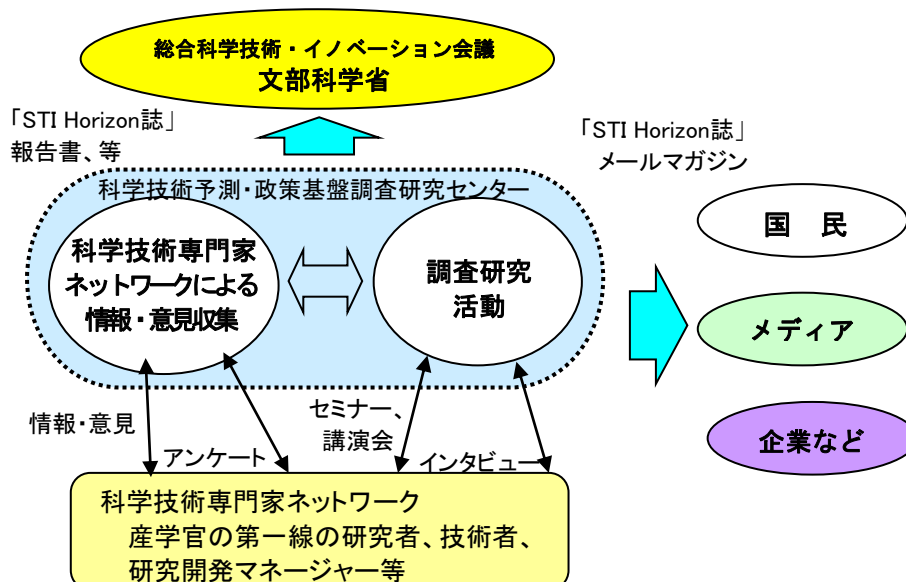 総合科学技術・イノベーション会議
文部科学省
「STI Horizon誌」
報告書、等
「STI Horizon誌」
メールマガジン
科学技術予測・政策基盤調査研究センター
科学技術専門家
ネットワークによる
情報・意見収集
調査研究
活動
国　民
メディア
企業など
情報・意見
アンケート
セミナー、
講演会
インタビュー
科学技術専門家ネットワーク
産学官の第一線の研究者、技術者、
研究開発マネージャー等